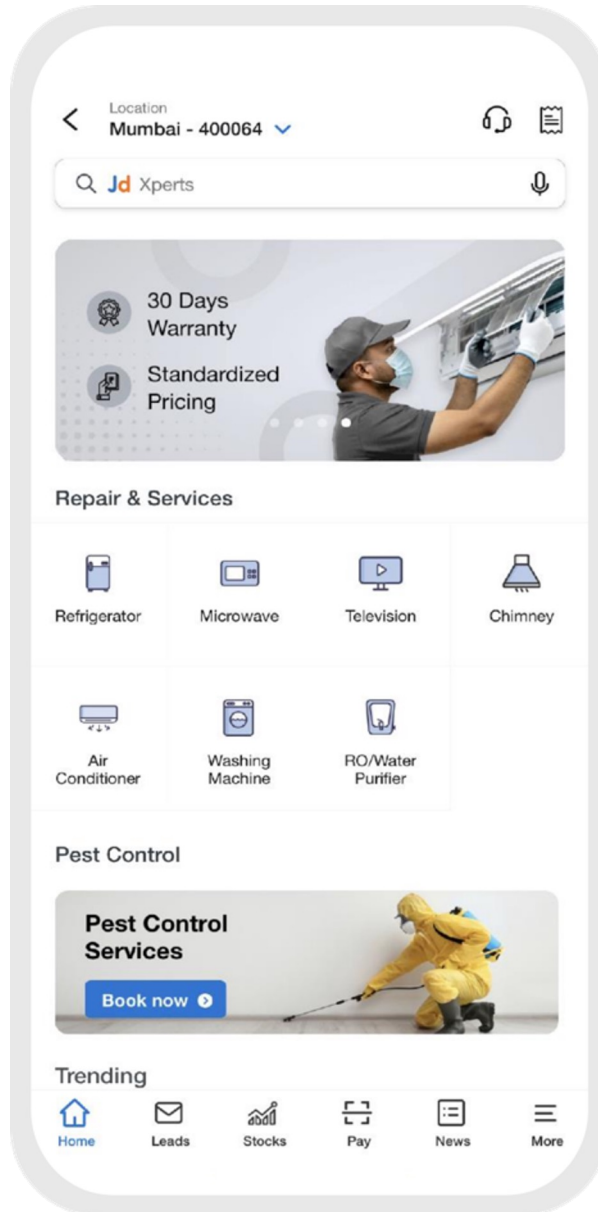 Location
Mumbai - 400064
Jd Xperts
30 Days
Warranty
Standardized
Pricing
Repair & Services
Refrigerator
Microwave
Television
Chimney
Air
Conditioner
Washing
Machine
RO/Water
Purifier
Pest Control
Pest Control
Services
Book now
Trending
Home
Leads
Stocks
Pay
News
More